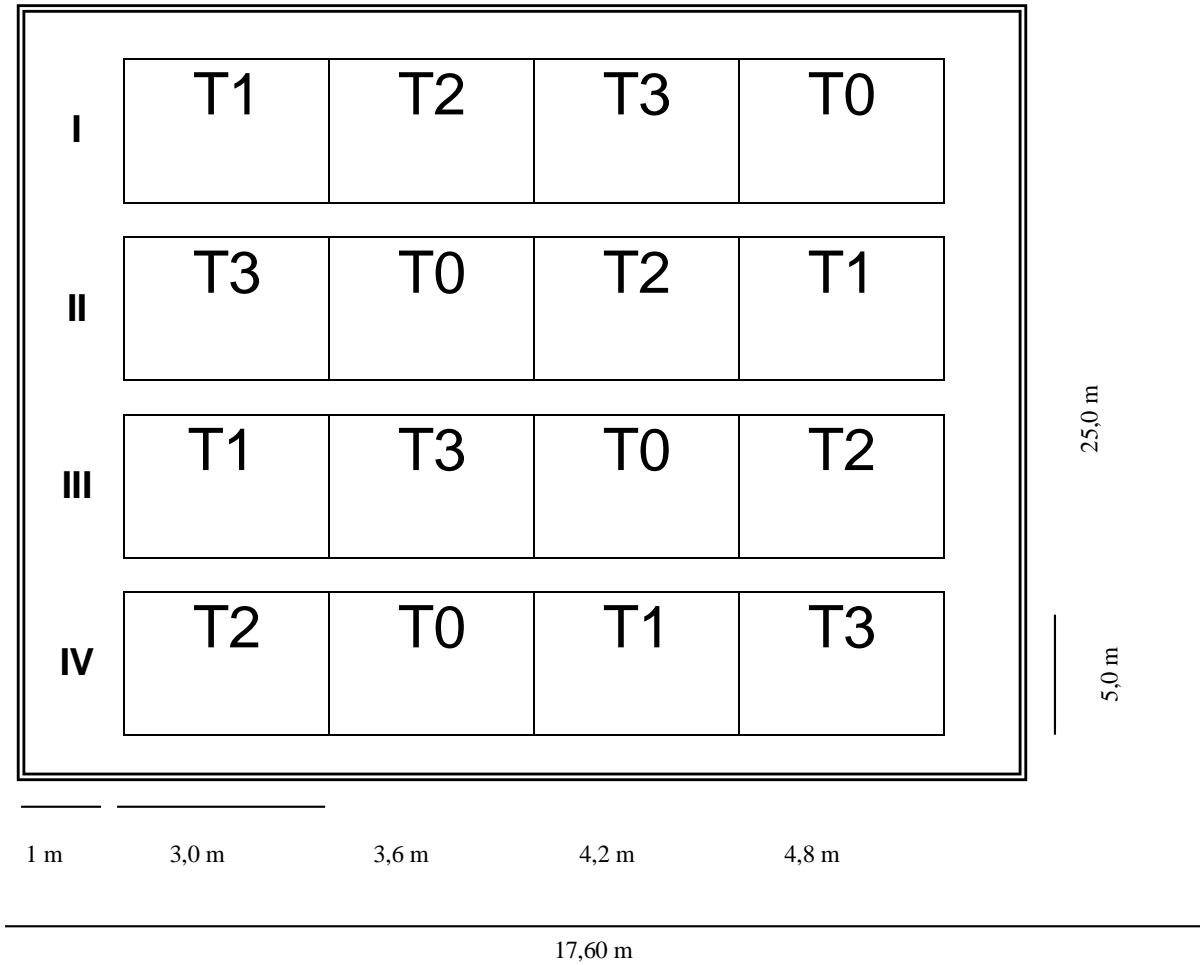 I T1 T2 T3 T0
II T3 T0 T2 T1
25,0 m
III T1 T3 T0 T2
IV T2 T0 T1 T3
5,0 m
1 m 3,0 m 3,6 m 4,2 m 4,8 m
17,60 m